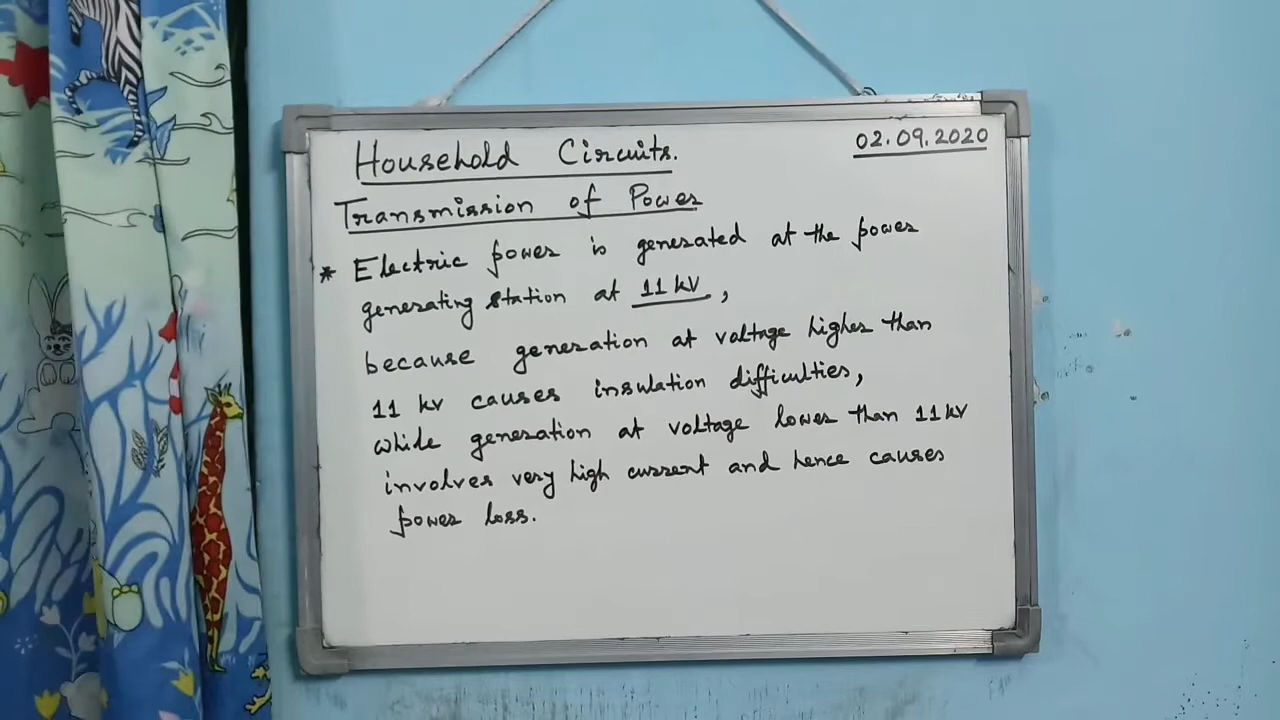 Household Circuits.
02.09.2020
Transmission of Power
* Electric power is generated at the power
generating station at 11 kV,
because generation at voltage higher than
11 kV causes insulation difficulties,
while generation at voltage lower than 11 kV
involves very high current and hence causes
power loss.